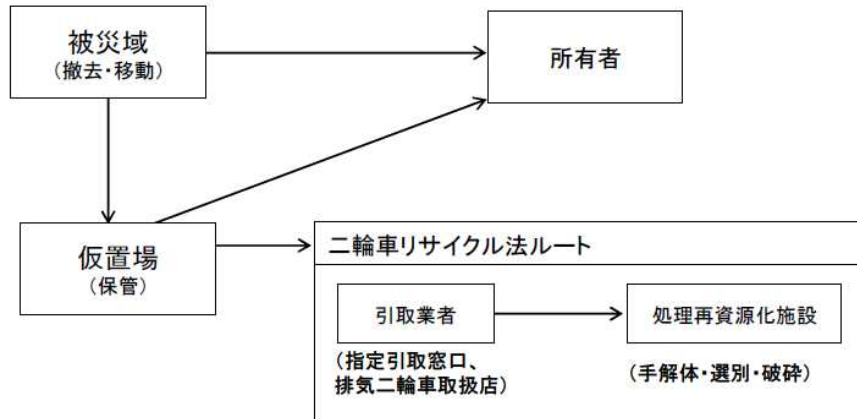 被災域
（撤去・移動）
所有者
仮置場
（保管）
二輪車リサイクル法ルート
引取業者
（指定引取窓口、
排気二輪車取扱店）
処理再資源化施設
（手解体・選別・破砕）